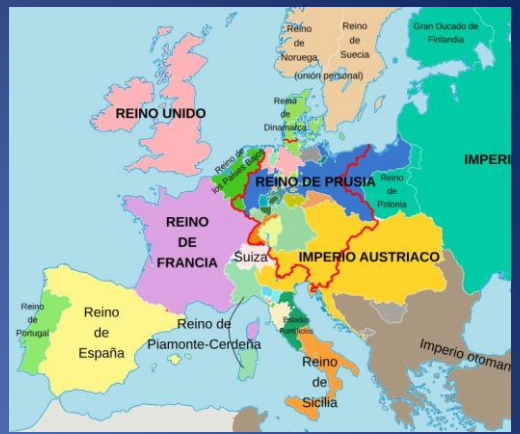 Reino
de
Noruega
Reino
de
Suecia
(unión personal)
Gran Ducado de
Finlandia
REINO UNIDO
Reino
de
Dinamarca
Reino de
los Países Bajos
REINO DE PRUSIA
IMPERI
Reino
de
Polonia
REINO
DE
FRANCIA
Suiza
IMPERIO AUSTRIACO
Reino
de
Portugal
Reino
de
España
Reino de
Piamonte-Cerdeña
Estados
Pontificios
Reino
de
Sicilia
Imperio otoman